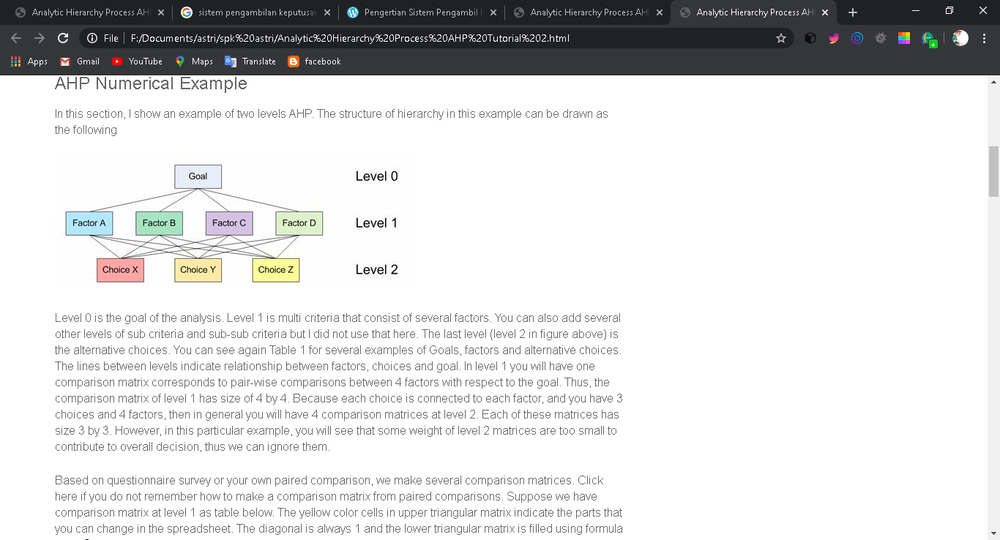 Analytic Hierarchy Process AH
sistem pengambilan keputusan
Pengertian Sistem Pengambil
Analytic Hierarchy Process AH
Analytic Hierarchy Process AH
File
F:/Documents/astri/spk%20astri/Analytic%20Hierarchy%20Process%20AHP%20Tutorial%202.html
4
Apps Gmail YouTube Maps Translate facebook
AHP Numerical Example
In this section, I show an example of two levels AHP. The structure of hierarchy in this example can be drawn as
the following
Goal Level 0
Factor A Factor B Factor C Factor D Level 1
Choice X Choice Y Choice Z Level 2
Level 0 is the goal of the analysis. Level 1 is multi criteria that consist of several factors. You can also add several
other levels of sub criteria and sub-sub criteria but I did not use that here. The last level (level 2 in figure above) is
the alternative choices. You can see again Table 1 for several examples of Goals, factors and alternative choices.
The lines between levels indicate relationship between factors, choices and goal. In level 1 you will have one
comparison matrix corresponds to pair-wise comparisons between 4 factors with respect to the goal. Thus, the
comparison matrix of level 1 has size of 4 by 4. Because each choice is connected to each factor, and you have 3
choices and 4 factors, then in general you will have 4 comparison matrices at level 2. Each of these matrices has
size 3 by 3. However, in this particular example, you will see that some weight of level 2 matrices are too small to
contribute to overall decision, thus we can ignore them.
Based on questionnaire survey or your own paired comparison, we make several comparison matrices. Click
here if you do not remember how to make a comparison matrix from paired comparisons. Suppose we have
comparison matrix at level 1 as table below. The yellow color cells in upper triangular matrix indicate the parts that
you can change in the spreadsheet. The diagonal is always 1 and the lower triangular matrix is filled using formula